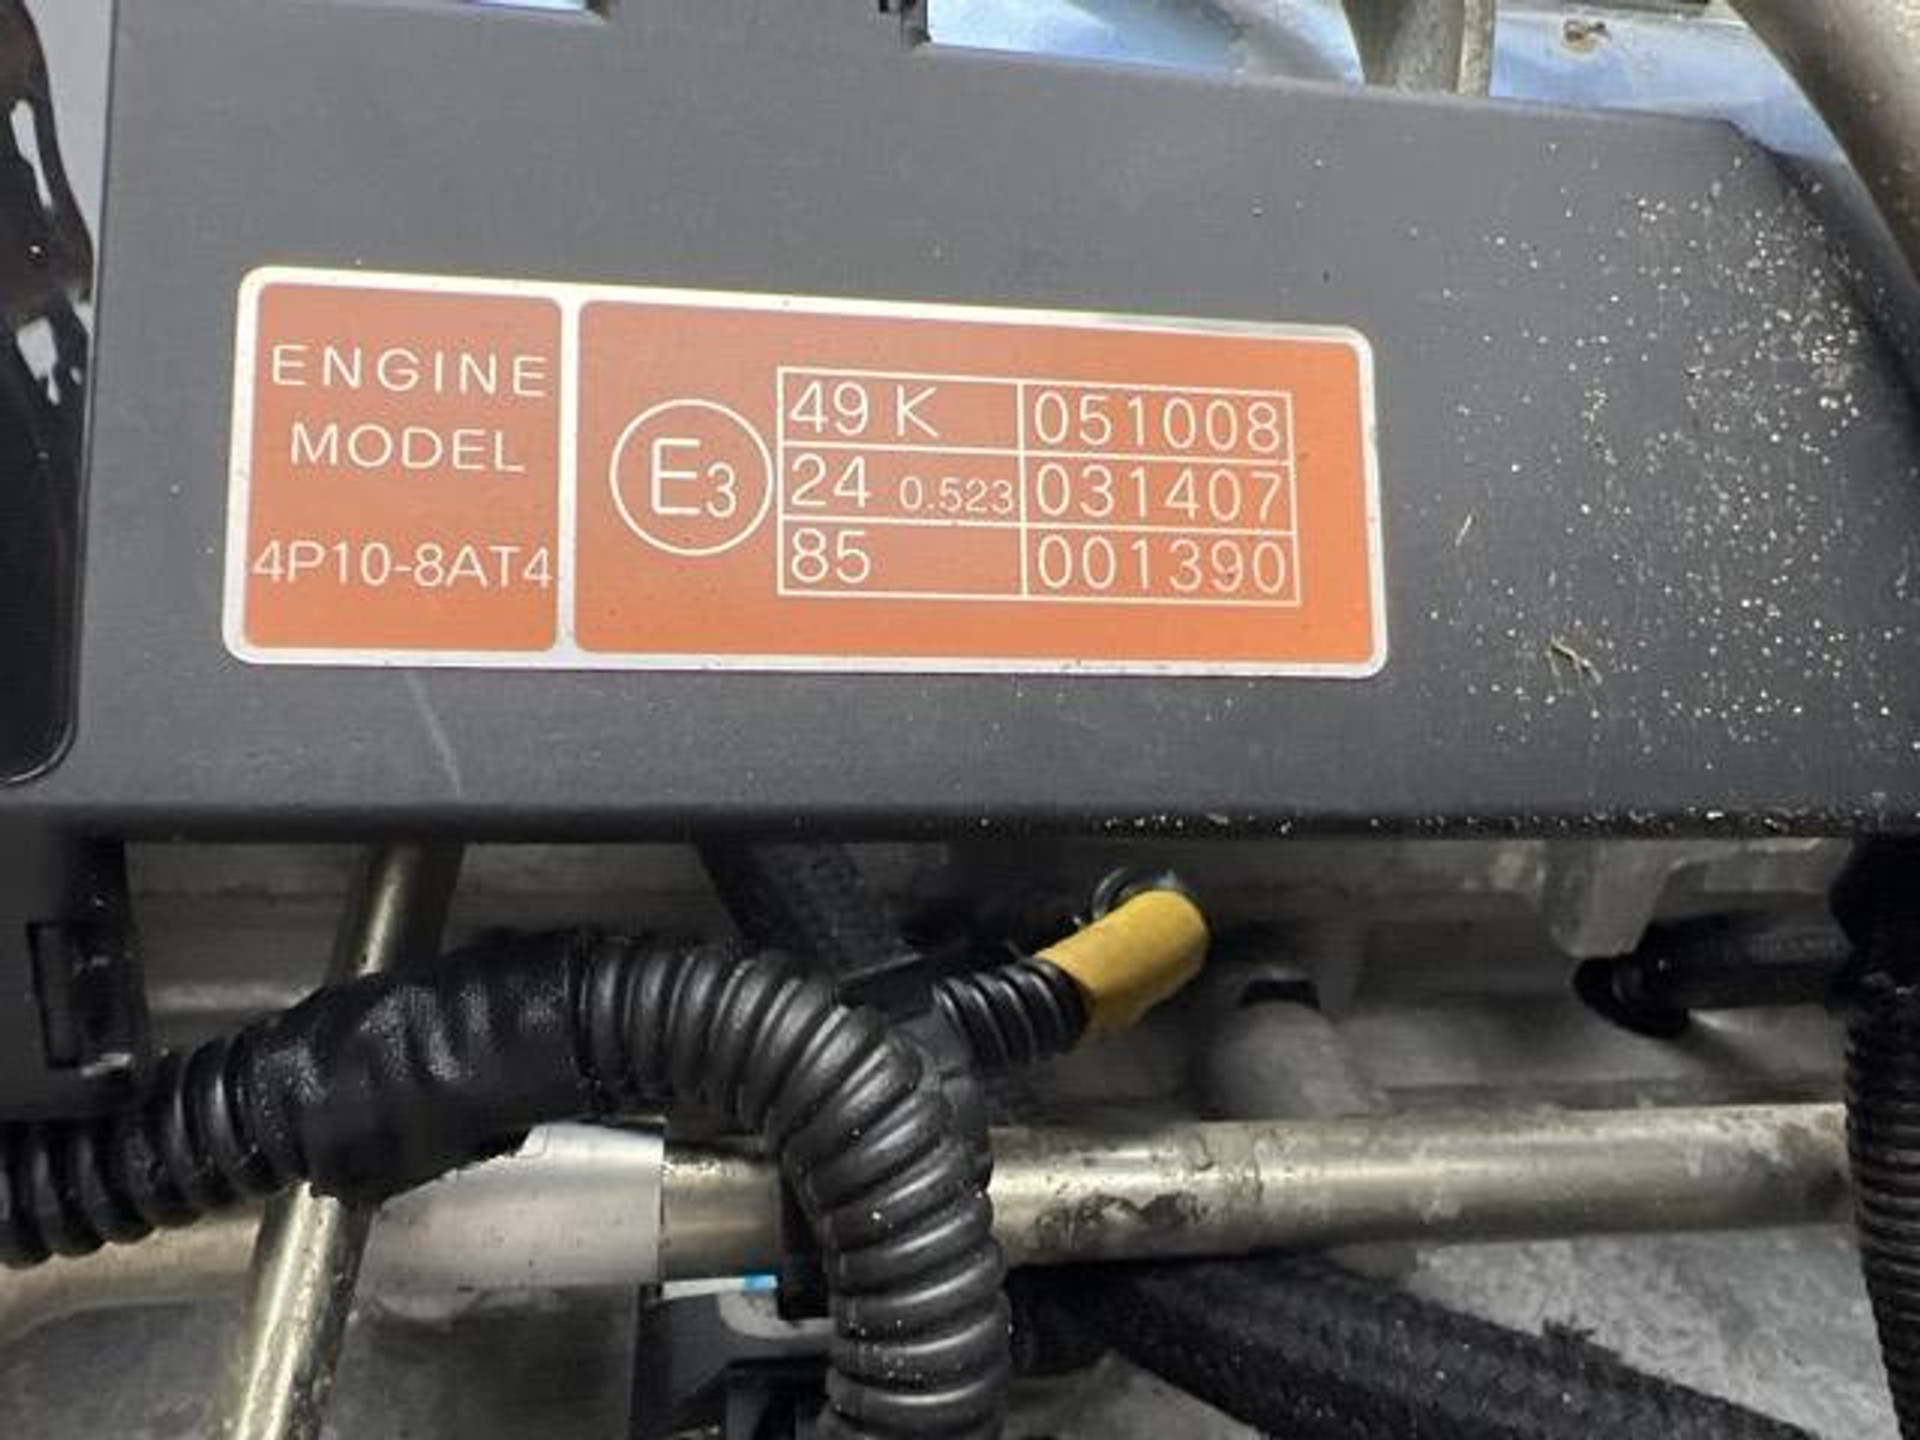 ENGINE
MODEL
4P10-8AT4
E3
49 K 051008
24 0.523 031407
85 001390